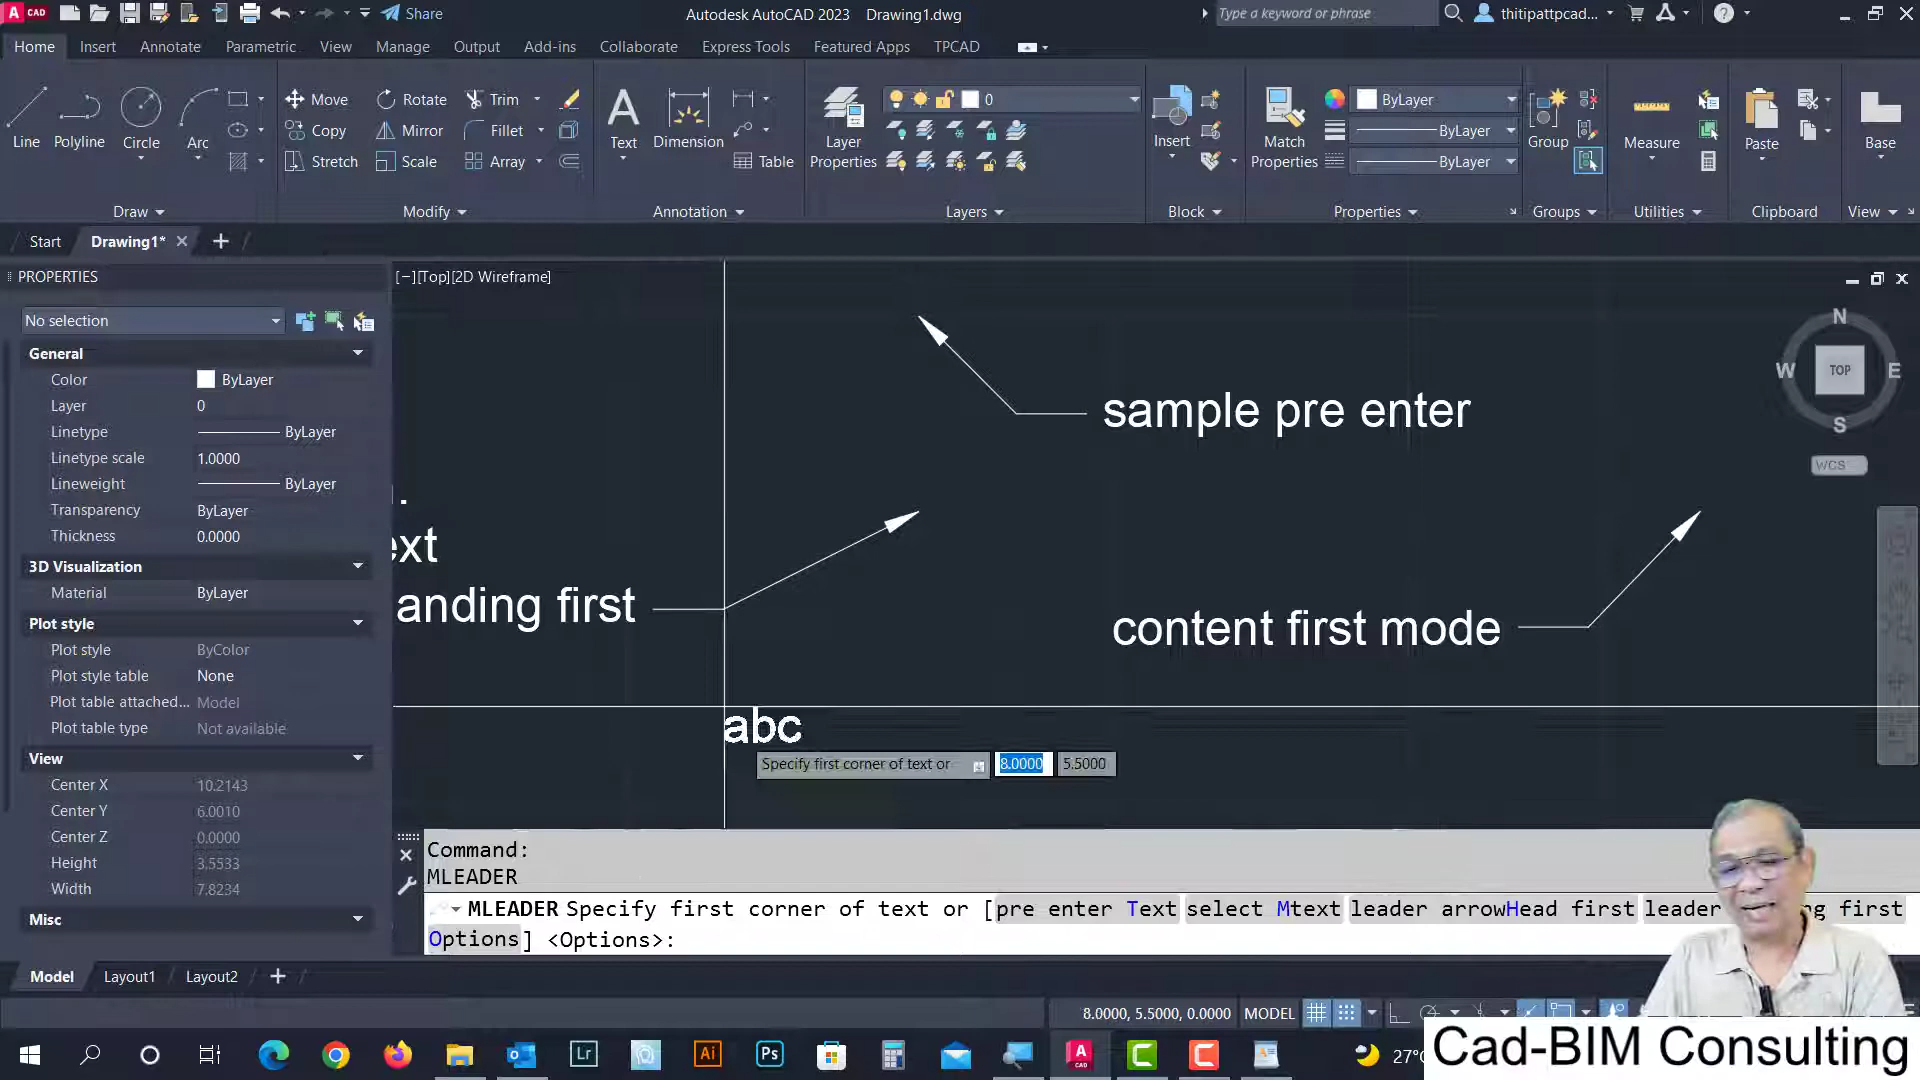 CAD
Share
Autodesk AutoCAD 2023 Drawing1.dwg
Type a keyword or phrase
thitipattpcad...
Home Insert Annotate Parametric View Manage Output Add-ins Collaborate Express Tools Featured Apps TPCAD
Line Polyline Circle Arc
Move Rotate Trim
Copy Mirror Fillet
Stretch Scale Array
Text Dimension Table
Layer Properties
0
Insert
Match Properties
ByLayer
ByLayer
ByLayer
Group
Measure
Paste
Base
Draw Modify Annotation Layers Block Properties Groups Utilities Clipboard View
Start Drawing1*
PROPERTIES
[−][Top][2D Wireframe]
No selection
General
Color ByLayer
Layer 0
Linetype ByLayer
Linetype scale 1.0000
Lineweight ByLayer
Transparency ByLayer
Thickness 0.0000
3D Visualization
Material ByLayer
Plot style
Plot style ByColor
Plot style table None
Plot table attached... Model
Plot table type Not available
View
Center X 10.2143
Center Y 6.0010
Center Z 0.0000
Height 3.5533
Width 7.8234
Misc
N
W TOP E
S
WCS
sample pre enter
ext
anding first
content first mode
abc
Specify first corner of text or 8.0000 5.5000
Command:
MLEADER
MLEADER Specify first corner of text or [pre enter Text select Mtext leader arrowHead first leader ng first
Options] <Options>:
Model Layout1 Layout2
8.0000, 5.5000, 0.0000 MODEL
Lr Ai Ps
A CAD
27°
Cad-BIM Consulting